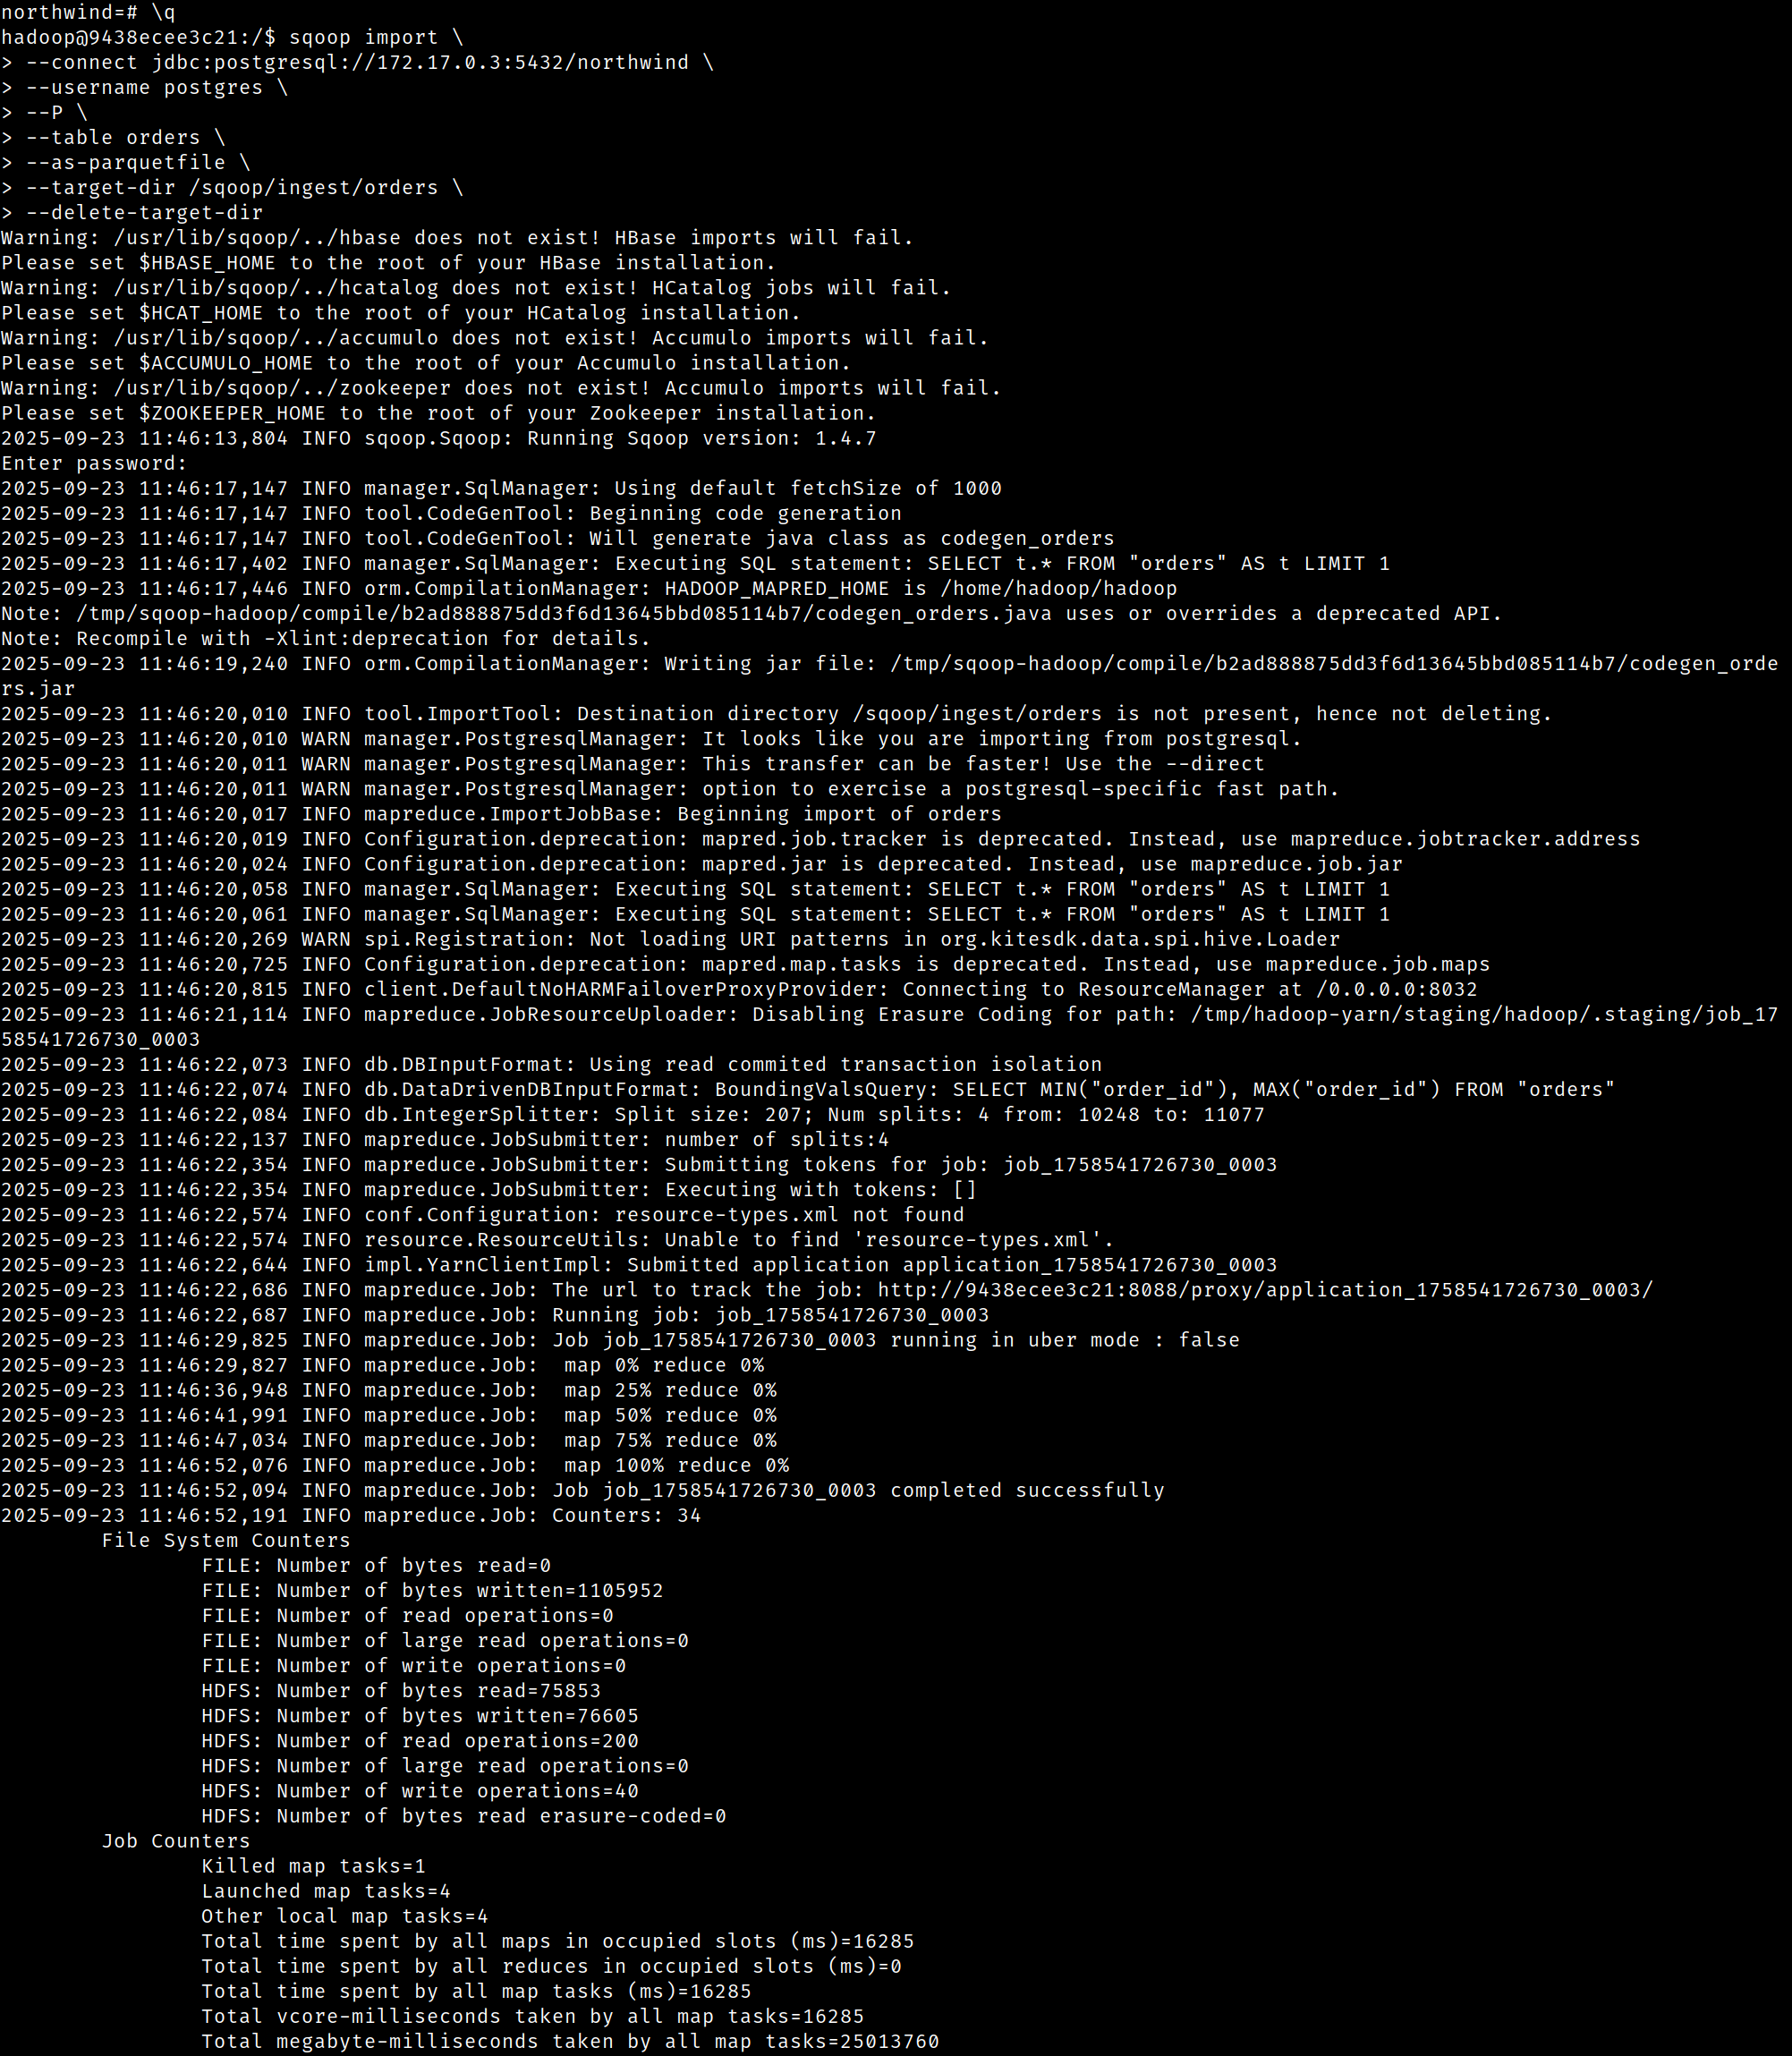 northwind=# \q
hadoop@9438ecee3c21:/$ sqoop import \
> --connect jdbc:postgresql://172.17.0.3:5432/northwind \
> --username postgres \
> --P \
> --table orders \
> --as-parquetfile \
> --target-dir /sqoop/ingest/orders \
> --delete-target-dir
Warning: /usr/lib/sqoop/../hbase does not exist! HBase imports will fail.
Please set $HBASE_HOME to the root of your HBase installation.
Warning: /usr/lib/sqoop/../hcatalog does not exist! HCatalog jobs will fail.
Please set $HCAT_HOME to the root of your HCatalog installation.
Warning: /usr/lib/sqoop/../accumulo does not exist! Accumulo imports will fail.
Please set $ACCUMULO_HOME to the root of your Accumulo installation.
Warning: /usr/lib/sqoop/../zookeeper does not exist! Accumulo imports will fail.
Please set $ZOOKEEPER_HOME to the root of your Zookeeper installation.
2025-09-23 11:46:13,804 INFO sqoop.Sqoop: Running Sqoop version: 1.4.7
Enter password:
2025-09-23 11:46:17,147 INFO manager.SqlManager: Using default fetchSize of 1000
2025-09-23 11:46:17,147 INFO tool.CodeGenTool: Beginning code generation
2025-09-23 11:46:17,147 INFO tool.CodeGenTool: Will generate java class as codegen_orders
2025-09-23 11:46:17,402 INFO manager.SqlManager: Executing SQL statement: SELECT t.* FROM "orders" AS t LIMIT 1
2025-09-23 11:46:17,446 INFO orm.CompilationManager: HADOOP_MAPRED_HOME is /home/hadoop/hadoop
Note: /tmp/sqoop-hadoop/compile/b2ad888875dd3f6d13645bbd085114b7/codegen_orders.java uses or overrides a deprecated API.
Note: Recompile with -Xlint:deprecation for details.
2025-09-23 11:46:19,240 INFO orm.CompilationManager: Writing jar file: /tmp/sqoop-hadoop/compile/b2ad888875dd3f6d13645bbd085114b7/codegen_orde
rs.jar
2025-09-23 11:46:20,010 INFO tool.ImportTool: Destination directory /sqoop/ingest/orders is not present, hence not deleting.
2025-09-23 11:46:20,010 WARN manager.PostgresqlManager: It looks like you are importing from postgresql.
2025-09-23 11:46:20,011 WARN manager.PostgresqlManager: This transfer can be faster! Use the --direct
2025-09-23 11:46:20,011 WARN manager.PostgresqlManager: option to exercise a postgresql-specific fast path.
2025-09-23 11:46:20,017 INFO mapreduce.ImportJobBase: Beginning import of orders
2025-09-23 11:46:20,019 INFO Configuration.deprecation: mapred.job.tracker is deprecated. Instead, use mapreduce.jobtracker.address
2025-09-23 11:46:20,024 INFO Configuration.deprecation: mapred.jar is deprecated. Instead, use mapreduce.job.jar
2025-09-23 11:46:20,058 INFO manager.SqlManager: Executing SQL statement: SELECT t.* FROM "orders" AS t LIMIT 1
2025-09-23 11:46:20,061 INFO manager.SqlManager: Executing SQL statement: SELECT t.* FROM "orders" AS t LIMIT 1
2025-09-23 11:46:20,269 WARN spi.Registration: Not loading URI patterns in org.kitesdk.data.spi.hive.Loader
2025-09-23 11:46:20,725 INFO Configuration.deprecation: mapred.map.tasks is deprecated. Instead, use mapreduce.job.maps
2025-09-23 11:46:20,815 INFO client.DefaultNoHARMFailoverProxyProvider: Connecting to ResourceManager at /0.0.0.0:8032
2025-09-23 11:46:21,114 INFO mapreduce.JobResourceUploader: Disabling Erasure Coding for path: /tmp/hadoop-yarn/staging/hadoop/.staging/job_17
58541726730_0003
2025-09-23 11:46:22,073 INFO db.DBInputFormat: Using read commited transaction isolation
2025-09-23 11:46:22,074 INFO db.DataDrivenDBInputFormat: BoundingValsQuery: SELECT MIN("order_id"), MAX("order_id") FROM "orders"
2025-09-23 11:46:22,084 INFO db.IntegerSplitter: Split size: 207; Num splits: 4 from: 10248 to: 11077
2025-09-23 11:46:22,137 INFO mapreduce.JobSubmitter: number of splits:4
2025-09-23 11:46:22,354 INFO mapreduce.JobSubmitter: Submitting tokens for job: job_1758541726730_0003
2025-09-23 11:46:22,354 INFO mapreduce.JobSubmitter: Executing with tokens: []
2025-09-23 11:46:22,574 INFO conf.Configuration: resource-types.xml not found
2025-09-23 11:46:22,574 INFO resource.ResourceUtils: Unable to find 'resource-types.xml'.
2025-09-23 11:46:22,644 INFO impl.YarnClientImpl: Submitted application application_1758541726730_0003
2025-09-23 11:46:22,686 INFO mapreduce.Job: The url to track the job: http://9438ecee3c21:8088/proxy/application_1758541726730_0003/
2025-09-23 11:46:22,687 INFO mapreduce.Job: Running job: job_1758541726730_0003
2025-09-23 11:46:29,825 INFO mapreduce.Job: Job job_1758541726730_0003 running in uber mode : false
2025-09-23 11:46:29,827 INFO mapreduce.Job:  map 0% reduce 0%
2025-09-23 11:46:36,948 INFO mapreduce.Job:  map 25% reduce 0%
2025-09-23 11:46:41,991 INFO mapreduce.Job:  map 50% reduce 0%
2025-09-23 11:46:47,034 INFO mapreduce.Job:  map 75% reduce 0%
2025-09-23 11:46:52,076 INFO mapreduce.Job:  map 100% reduce 0%
2025-09-23 11:46:52,094 INFO mapreduce.Job: Job job_1758541726730_0003 completed successfully
2025-09-23 11:46:52,191 INFO mapreduce.Job: Counters: 34
File System Counters
FILE: Number of bytes read=0
FILE: Number of bytes written=1105952
FILE: Number of read operations=0
FILE: Number of large read operations=0
FILE: Number of write operations=0
HDFS: Number of bytes read=75853
HDFS: Number of bytes written=76605
HDFS: Number of read operations=200
HDFS: Number of large read operations=0
HDFS: Number of write operations=40
HDFS: Number of bytes read erasure-coded=0
Job Counters
Killed map tasks=1
Launched map tasks=4
Other local map tasks=4
Total time spent by all maps in occupied slots (ms)=16285
Total time spent by all reduces in occupied slots (ms)=0
Total time spent by all map tasks (ms)=16285
Total vcore-milliseconds taken by all map tasks=16285
Total megabyte-milliseconds taken by all map tasks=25013760